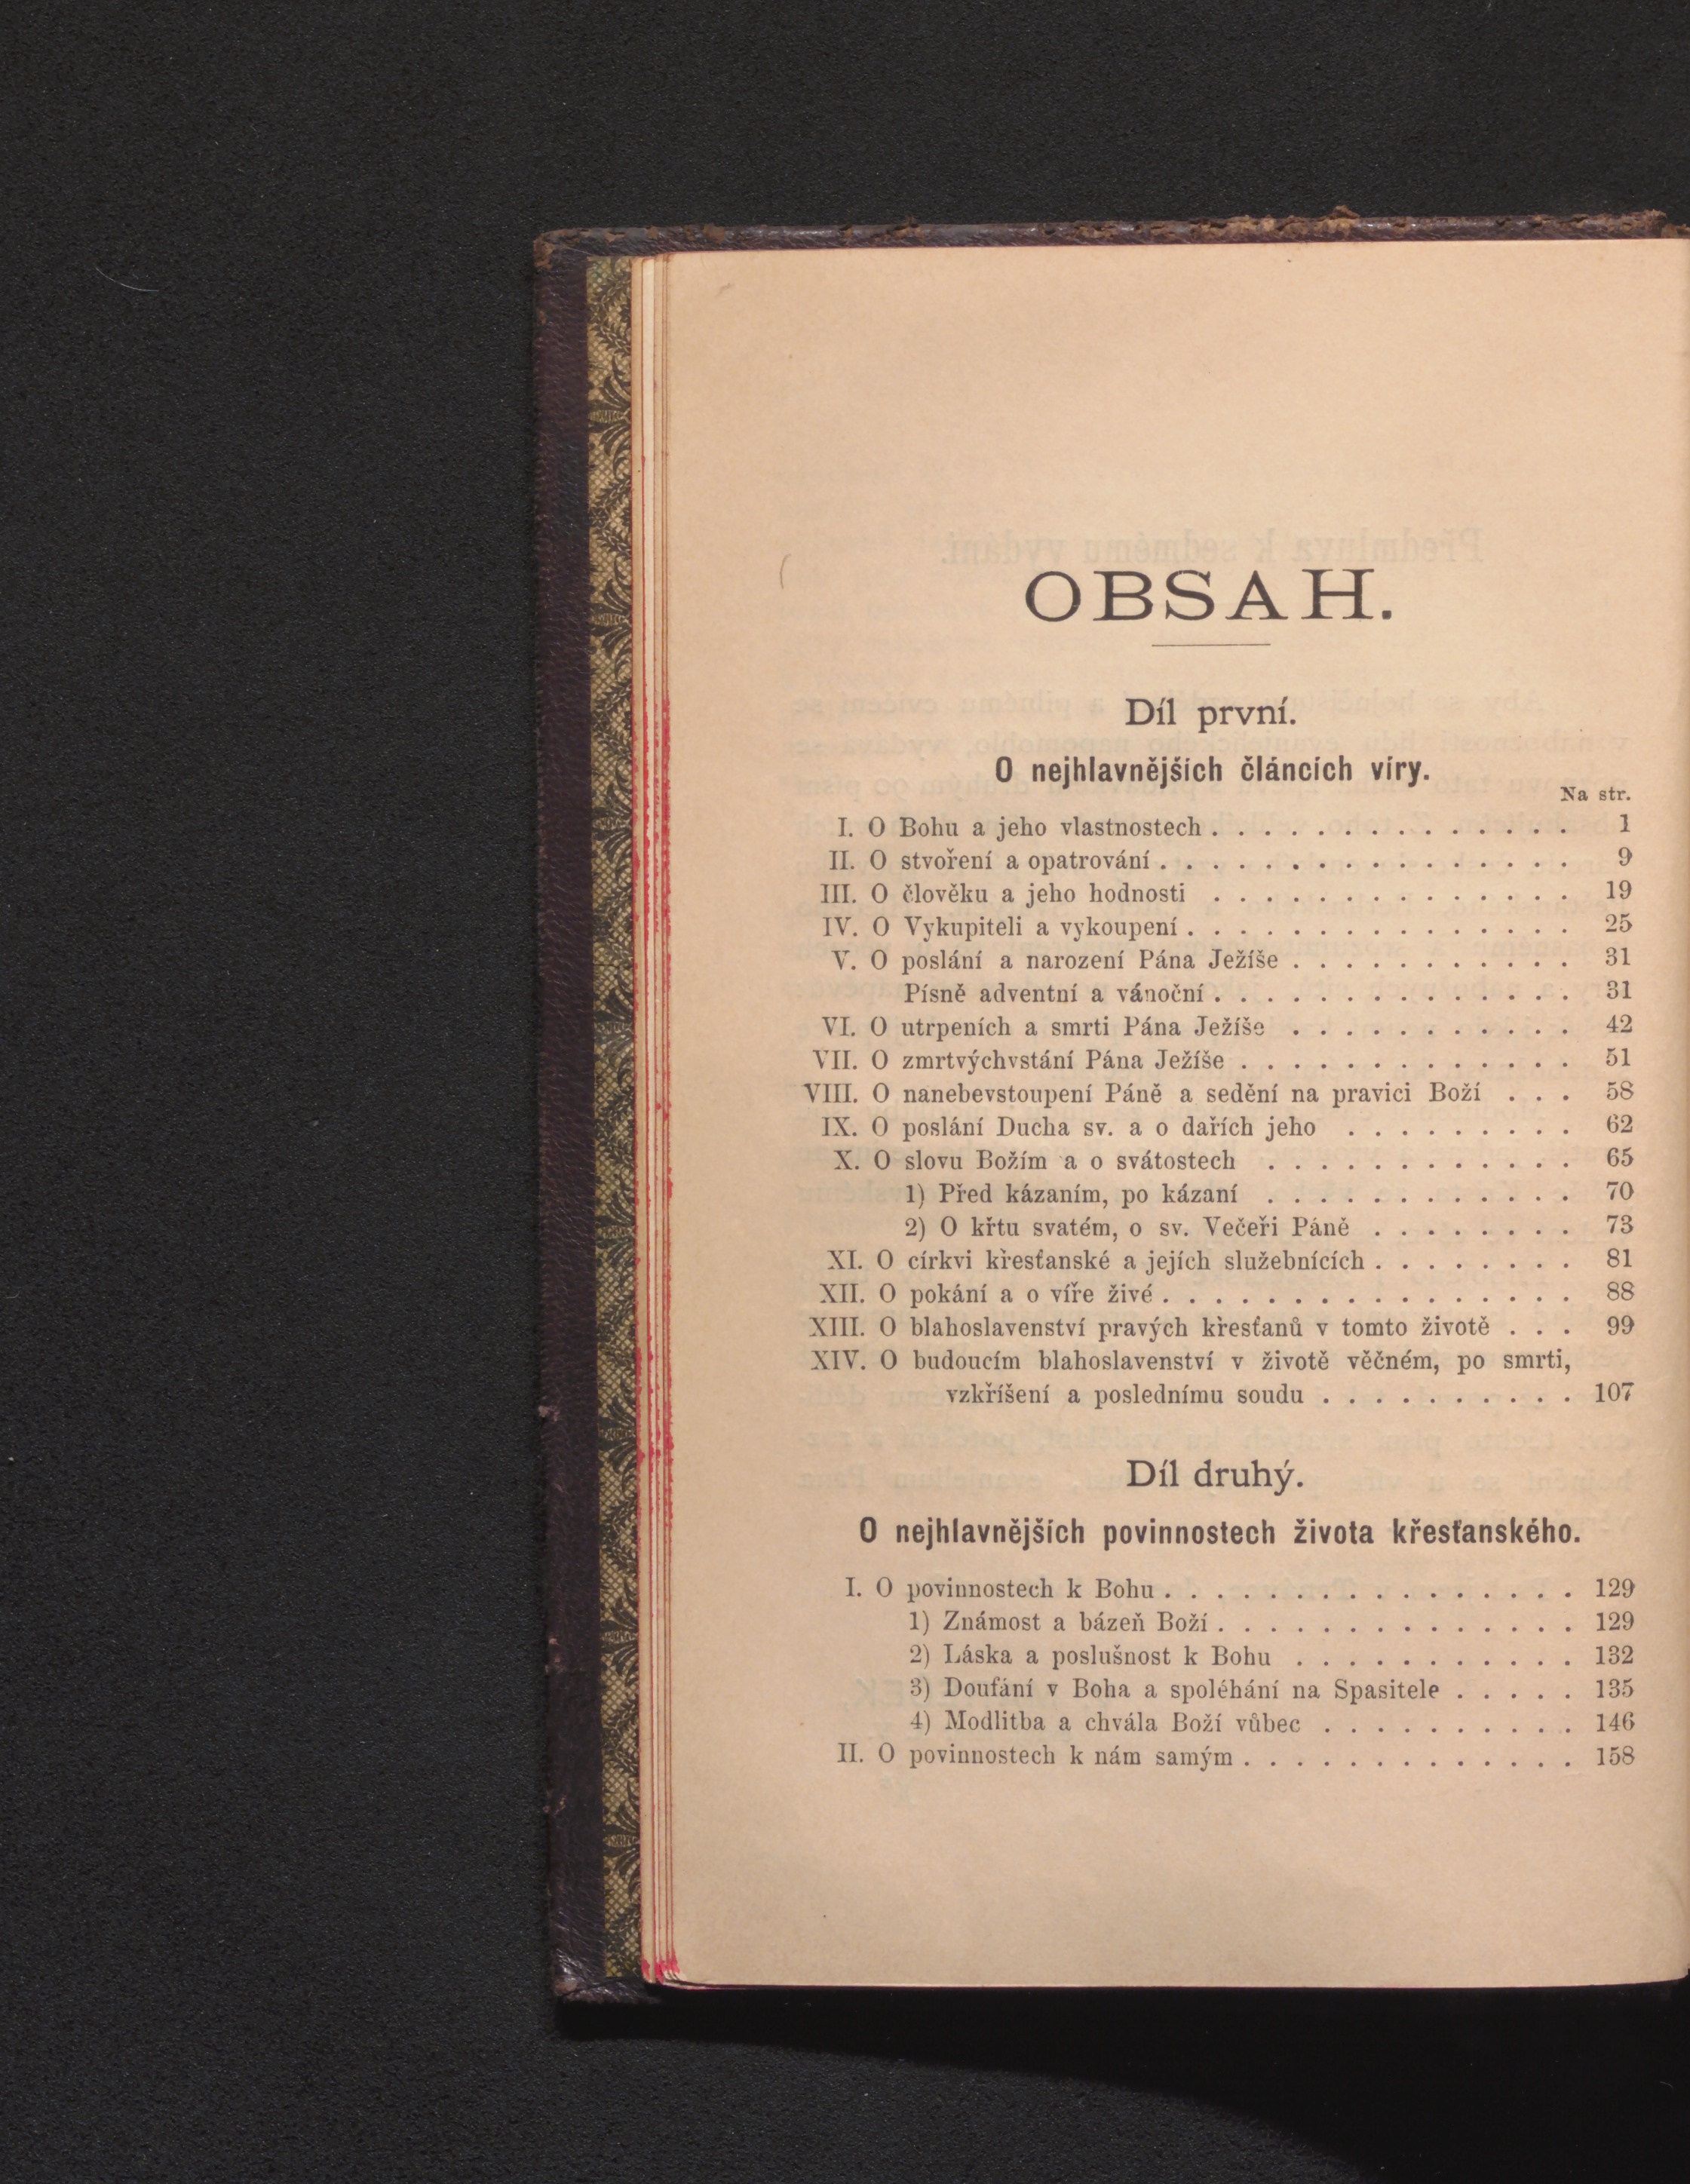 OBSAH.
Díl první.
O nejhlavnějších článcích víry.
Na str.
I. O Bohu a jeho vlastnostech . . . . . . . . . . . . . . 1
II. O stvoření a opatrování . . . . . . . . . . . . . . . . 9
III. O člověku a jeho hodnosti . . . . . . . . . . . . . . 19
IV. O Vykupiteli a vykoupení . . . . . . . . . . . . . . . 25
V. O poslání a narození Pána Ježíše . . . . . . . . . . . 31
Písně adventní a vánoční . . . . . . . . . . . . . . 31
VI. O utrpeních a smrti Pána Ježíše . . . . . . . . . . . 42
VII. O zmrtvýchvstání Pána Ježíše . . . . . . . . . . . . . 51
VIII. O nanebevstoupení Páně a sedění na pravici Boží . . . 58
IX. O poslání Ducha sv. a o dařích jeho . . . . . . . . . 62
X. O slovu Božím a o svátostech . . . . . . . . . . . . 65
1) Před kázaním, po kázaní . . . . . . . . . . . . 70
2) O křtu svatém, o sv. Večeři Páně . . . . . . . . 73
XI. O církvi křesťanské a jejích služebnících . . . . . . . . 81
XII. O pokání a o víře živé . . . . . . . . . . . . . . . . 88
XIII. O blahoslavenství pravých křesťanů v tomto životě . . . 99
XIV. O budoucím blahoslavenství v životě věčném, po smrti,
vzkříšení a poslednímu soudu . . . . . . . . . . 107
Díl druhý.
O nejhlavnějších povinnostech života křesťanského.
I. O povinnostech k Bohu . . . . . . . . . . . . . . . . 129
1) Známost a bázeň Boží . . . . . . . . . . . . . . 129
2) Láska a poslušnost k Bohu . . . . . . . . . . . 132
3) Doufání v Boha a spoléhání na Spasitele . . . . . 135
4) Modlitba a chvála Boží vůbec . . . . . . . . . . 146
II. O povinnostech k nám samým . . . . . . . . . . . . . 158